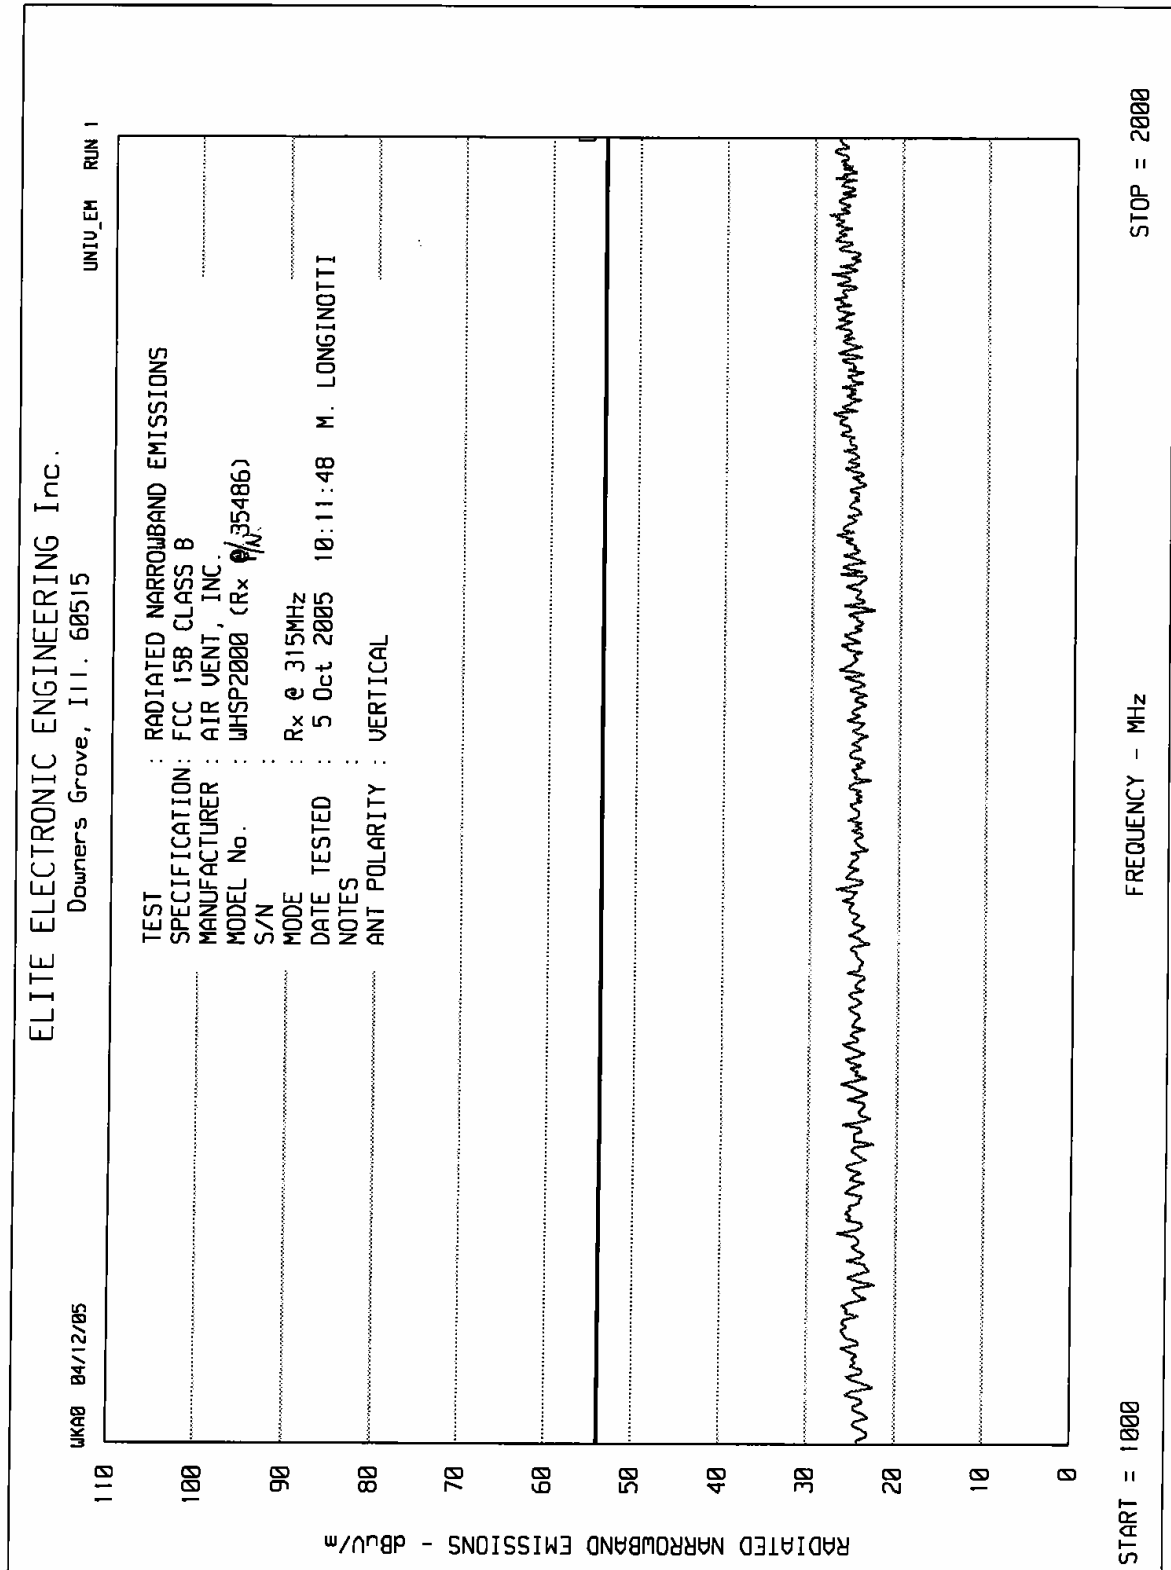 ELITE ELECTRONIC ENGINEERING Inc.
Downers Grove, Ill. 60515
WKA0 04/12/05
UNIV_EM RUN 1
TEST : RADIATED NARROWBAND EMISSIONS
SPECIFICATION: FCC 15B CLASS B
MANUFACTURER : AIR VENT, INC.
MODEL No. : WHSP2000 (Rx P/N 35486)
S/N :
MODE : Rx @ 315MHz
DATE TESTED : 5 Oct 2005 10:11:48 M. LONGINOTTI
NOTES :
ANT POLARITY : VERTICAL
RADIATED NARROWBAND EMISSIONS - dBuV/m
110
100
90
80
70
60
50
40
30
20
10
0
START = 1000
FREQUENCY - MHz
STOP = 2000